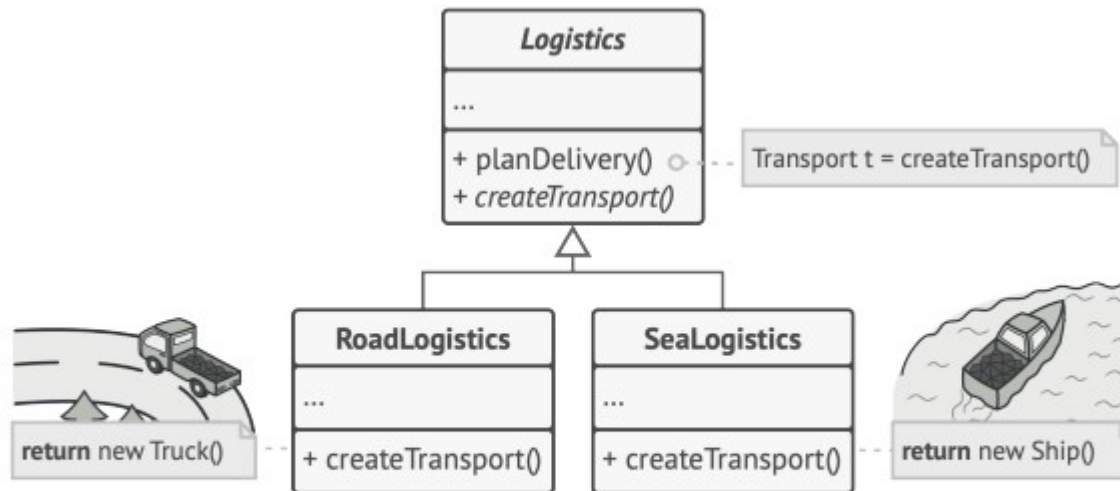 Logistics
...
+ planDelivery()
Transport t = createTransport()
+ createTransport()
RoadLogistics
...
+ createTransport()
return new Truck()
SeaLogistics
...
+ createTransport()
return new Ship()